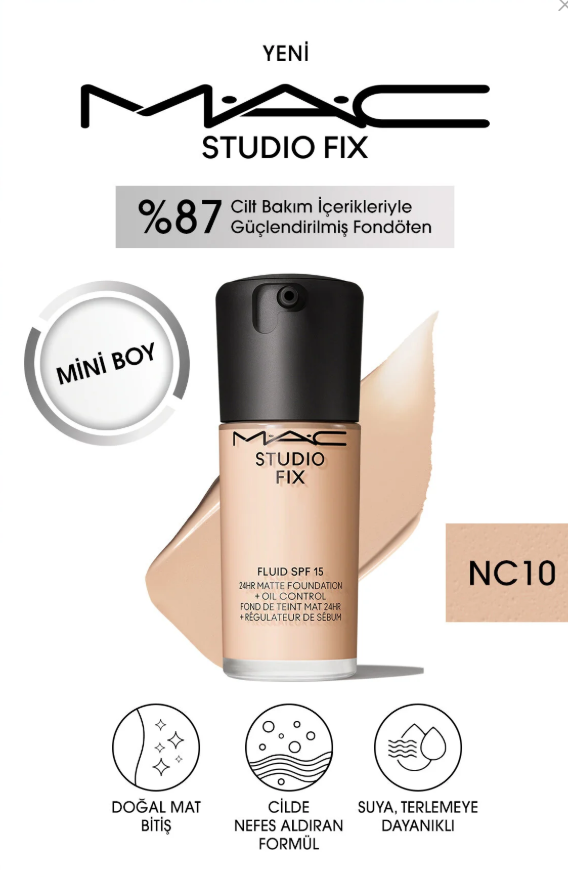 YENİ
M·A·C
STUDIO FIX
%87 Cilt Bakım İçerikleriyle
Güçlendirilmiş Fondöten
MİNİ BOY
M·A·C
STUDIO
FIX
FLUID SPF 15
24HR MATTE FOUNDATION
+ OIL CONTROL
FOND DE TEINT MAT 24HR
+RÉGULATEUR DE SÉBUM
NC10
DOĞAL MAT
BİTİŞ
CİLDE
NEFES ALDIRAN
FORMÜL
SUYA, TERLEMEYE
DAYANIKLI